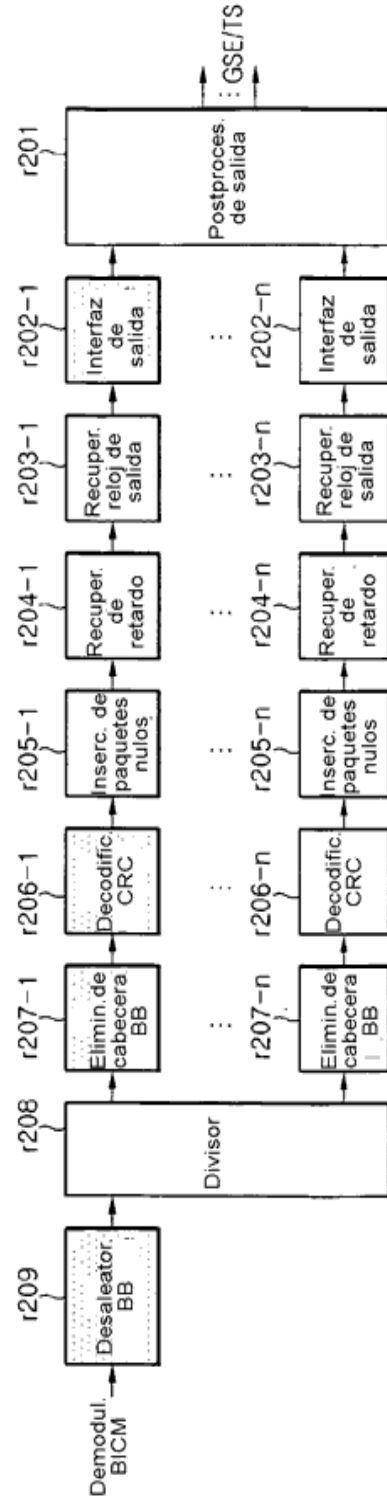 Demodul.
BICM
r209
Desaleator.
BB
r208
Divisor
r207-1
Elimin.de
cabecera
BB
r206-1
Decodific.
CRC
r205-1
Inserc. de
paquetes
nulos
r204-1
Recuper.
de
retardo
r203-1
Recuper.
reloj de
salida
r202-1
Interfaz
de
salida
r207-n
Elimin.de
cabecera
BB
r206-n
Decodific.
CRC
r205-n
Inserc. de
paquetes
nulos
r204-n
Recuper.
de
retardo
r203-n
Recuper.
reloj de
salida
r202-n
Interfaz
de
salida
r201
Postproces.
de salida
GSE/TS